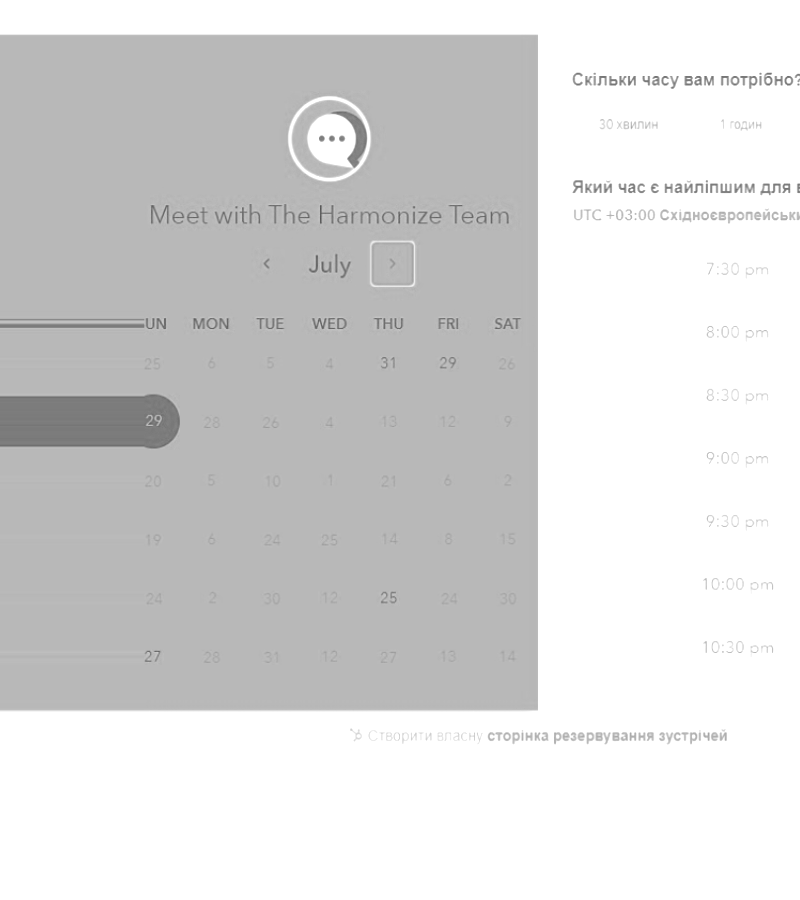 Meet with The Harmonize Team
July
UN MON TUE WED THU FRI SAT
25 6 5 4 31 29 26
29 28 26 4 13 12 9
20 5 10 1 21 6 2
19 6 24 25 14 8 15
24 2 30 12 25 24 30
27 28 31 12 27 13 14
Скільки часу вам потрібно?
30 хвилин 1 годин
Який час є найліпшим для
UTC +03:00 Східноєвропейськи
7:30 pm
8:00 pm
8:30 pm
9:00 pm
9:30 pm
10:00 pm
10:30 pm
Створити власну сторінка резервування зустрічей